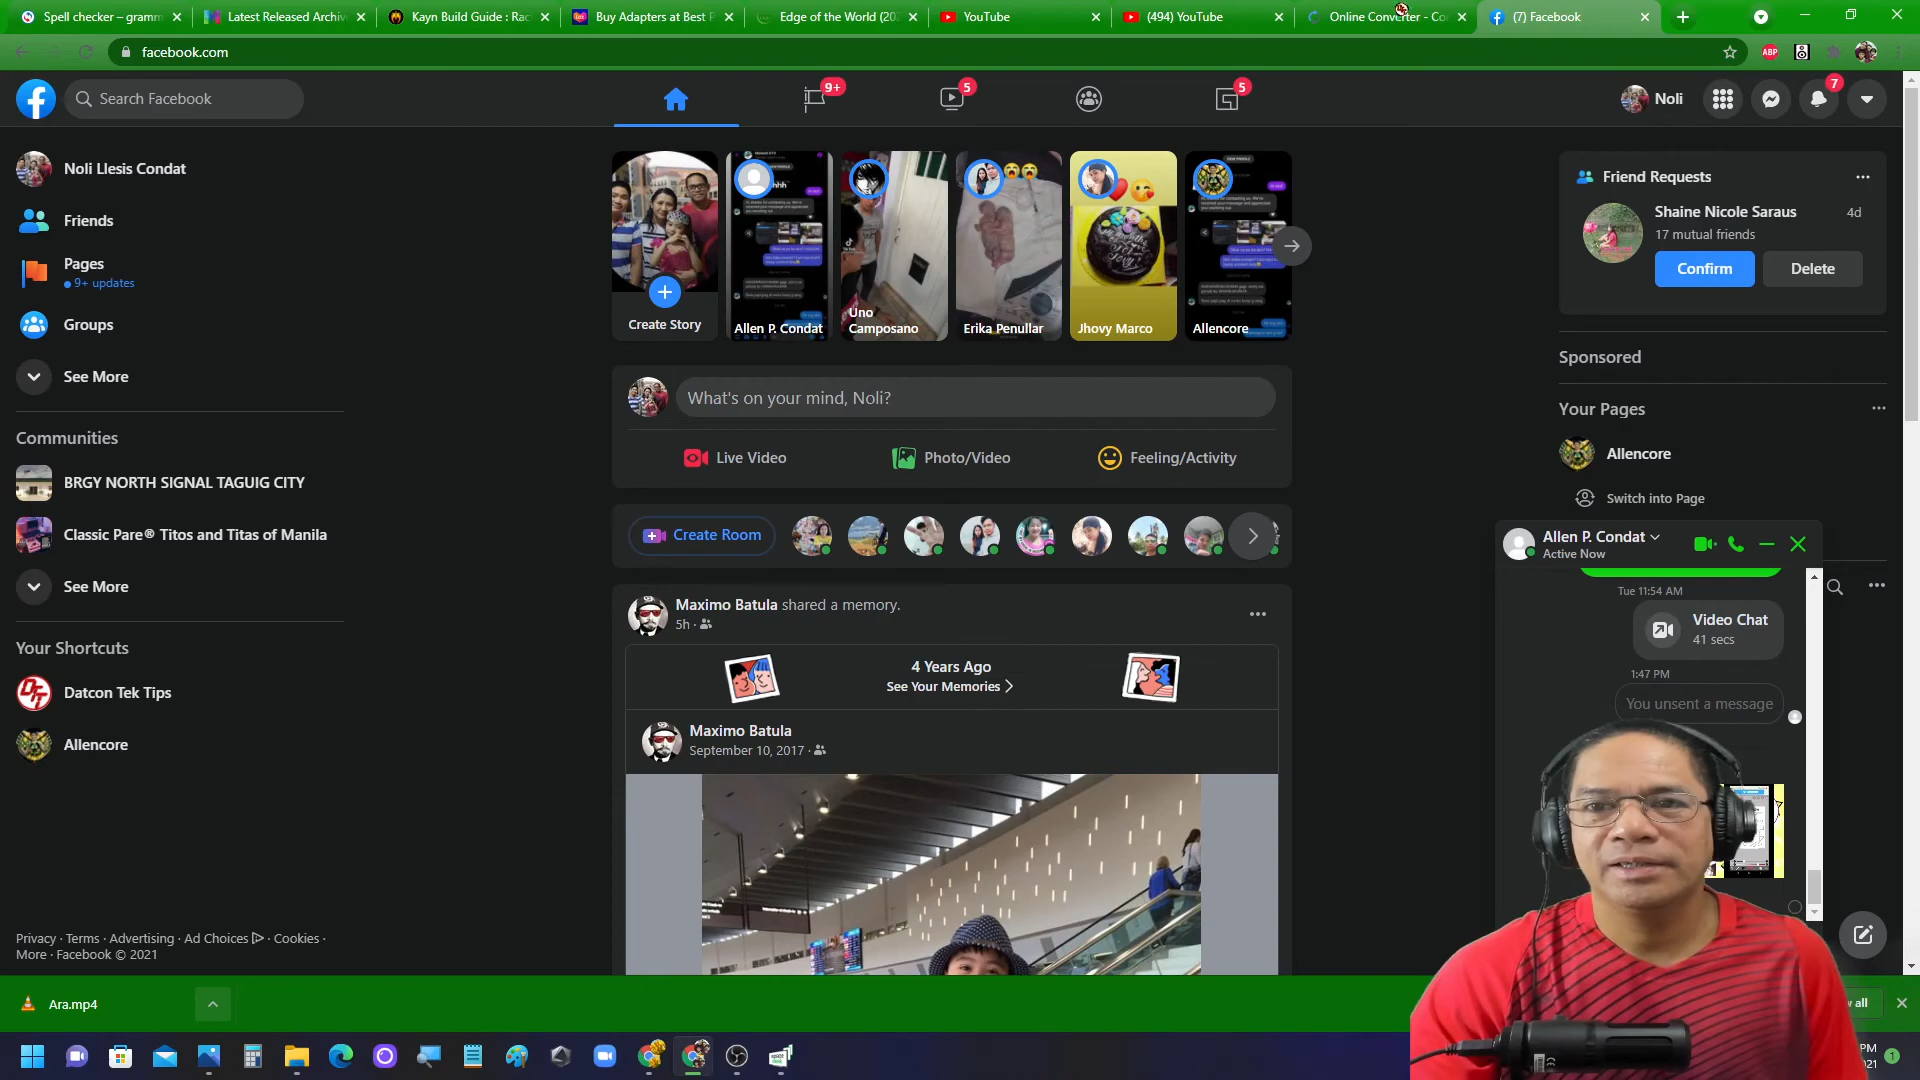 Spell checker – gramm
Latest Released Archiv
Kayn Build Guide : Raz
Buy Adapters at Best P
Edge of the World (202
YouTube
(494) YouTube
Online Converter - Co
(7) Facebook
facebook.com
ABP
Search Facebook
9+
5
5
Noli
7
Noli Llesis Condat
Friends
Pages
9+ updates
Groups
See More
Communities
BRGY NORTH SIGNAL TAGUIG CITY
Classic Pare® Titos and Titas of Manila
See More
Your Shortcuts
Datcon Tek Tips
Allencore
Privacy · Terms · Advertising · Ad Choices · Cookies ·
More · Facebook © 2021
Create Story
Allen P. Condat
Uno
Camposano
Erika Penullar
Jhovy Marco
Allencore
What's on your mind, Noli?
Live Video
Photo/Video
Feeling/Activity
Create Room
Maximo Batula shared a memory.
5h ·
4 Years Ago
See Your Memories
Maximo Batula
September 10, 2017 ·
Friend Requests
Shaine Nicole Saraus
4d
17 mutual friends
Confirm
Delete
Sponsored
Your Pages
Allencore
Switch into Page
Allen P. Condat
Active Now
Tue 11:54 AM
Video Chat
41 secs
1:47 PM
You unsent a message
Ara.mp4
all
PM
021
1